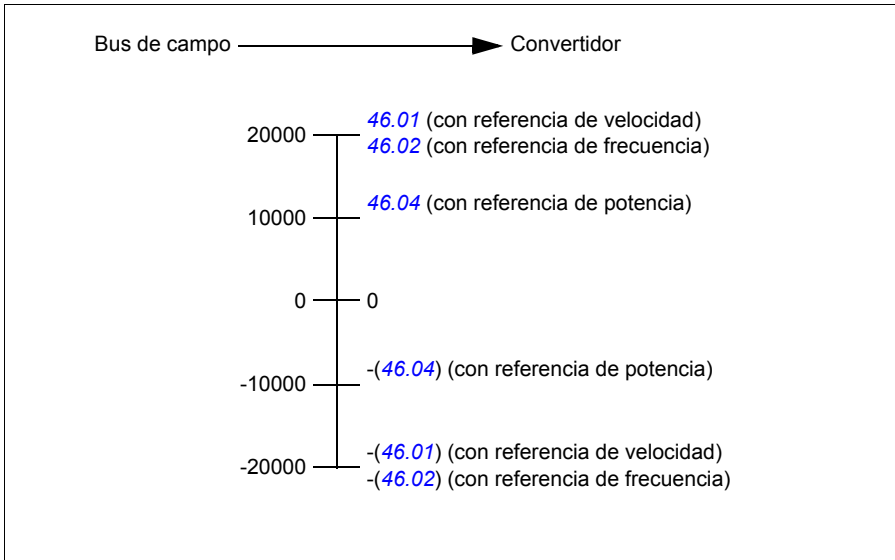 Bus de campo Convertidor
46.01 (con referencia de velocidad)
20000
46.02 (con referencia de frecuencia)
10000 46.04 (con referencia de potencia)
0 0
-10000 -(46.04) (con referencia de potencia)
-(46.01) (con referencia de velocidad)
-20000
-(46.02) (con referencia de frecuencia)